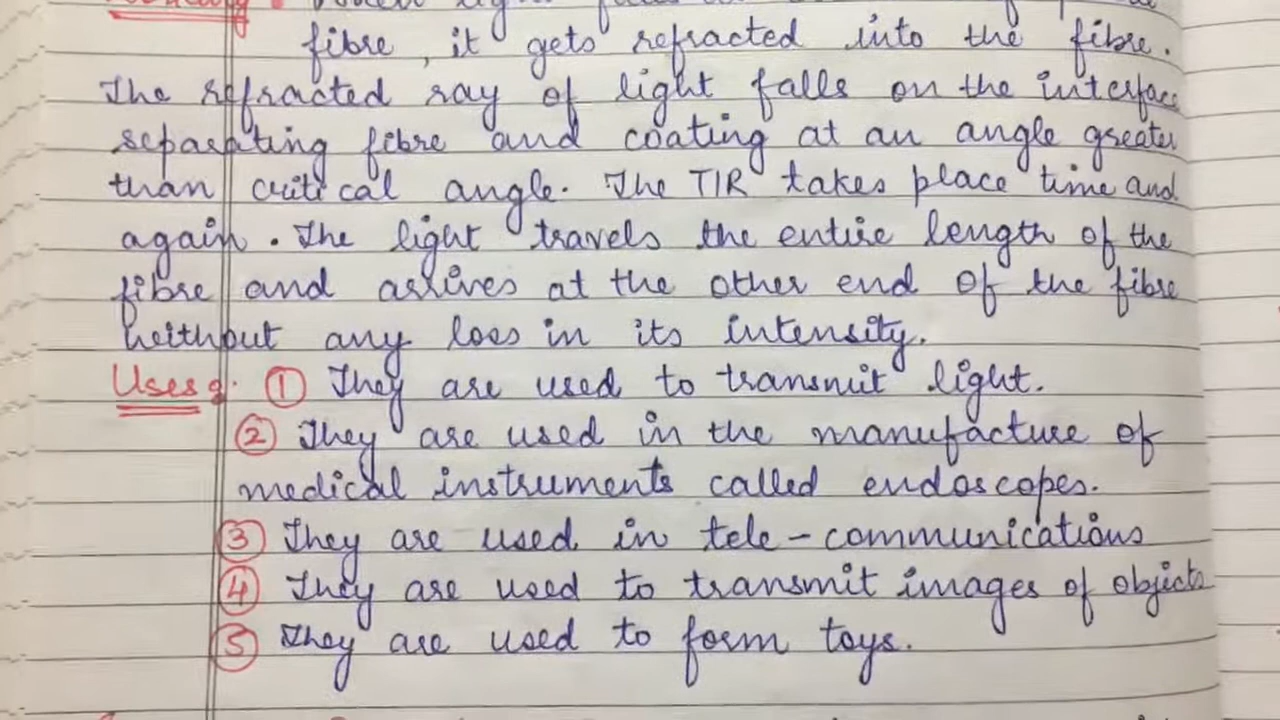 fibre, it gets refracted into the fibre.
The refracted ray of light falls on the interface
separating fibre and coating at an angle greater
than critical angle. The TIR takes place time and
again. The light travels the entire length of the
fibre and arrives at the other end of the fibre
without any loss in its intensity.
Uses: ① They are used to transmit light.
② They are used in the manufacture of
medical instruments called endoscopes.
③ They are used in tele-communications
④ They are used to transmit images of objects
⑤ They are used to form toys.